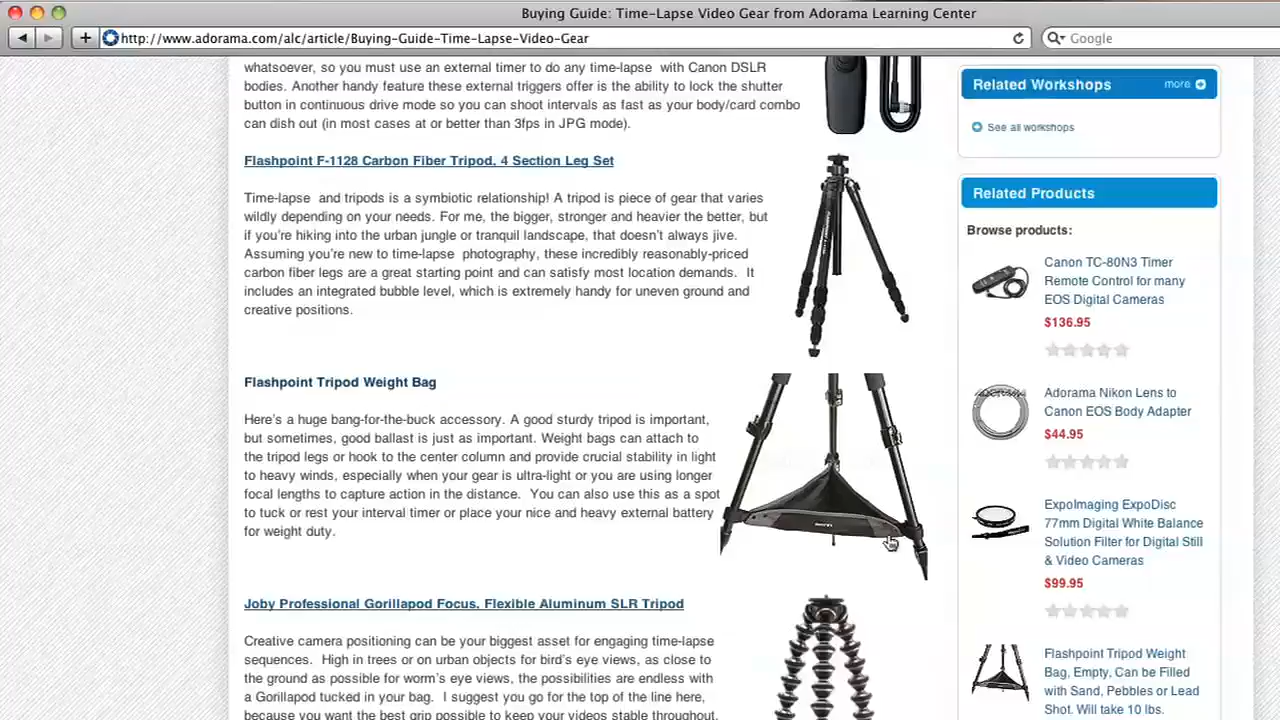 Buying Guide: Time-Lapse Video Gear from Adorama Learning Center
http://www.adorama.com/alc/article/Buying-Guide-Time-Lapse-Video-Gear
Google
whatsoever, so you must use an external timer to do any time-lapse with Canon DSLR
bodies. Another handy feature these external triggers offer is the ability to lock the shutter
button in continuous drive mode so you can shoot intervals as fast as your body/card combo
can dish out (in most cases at or better than 3fps in JPG mode).
Flashpoint F-1128 Carbon Fiber Tripod, 4 Section Leg Set
Time-lapse and tripods is a symbiotic relationship! A tripod is piece of gear that varies
wildly depending on your needs. For me, the bigger, stronger and heavier the better, but
if you're hiking into the urban jungle or tranquil landscape, that doesn't always jive.
Assuming you're new to time-lapse photography, these incredibly reasonably-priced
carbon fiber legs are a great starting point and can satisfy most location demands. It
includes an integrated bubble level, which is extremely handy for uneven ground and
creative positions.
Flashpoint Tripod Weight Bag
Here's a huge bang-for-the-buck accessory. A good sturdy tripod is important,
but sometimes, good ballast is just as important. Weight bags can attach to
the tripod legs or hook to the center column and provide crucial stability in light
to heavy winds, especially when your gear is ultra-light or you are using longer
focal lengths to capture action in the distance. You can also use this as a spot
to tuck or rest your interval timer or place your nice and heavy external battery
for weight duty.
Joby Professional Gorillapod Focus, Flexible Aluminum SLR Tripod
Creative camera positioning can be your biggest asset for engaging time-lapse
sequences. High in trees or on urban objects for bird's eye views, as close to
the ground as possible for worm's eye views, the possibilities are endless with
a Gorillapod tucked in your bag. I suggest you go for the top of the line here,
because you want the best grip possible to keep your videos stable throughout.
Related Workshops more
See all workshops
Related Products
Browse products:
Canon TC-80N3 Timer
Remote Control for many
EOS Digital Cameras
$136.95
ADORAMA
Adorama Nikon Lens to
Canon EOS Body Adapter
$44.95
ExpoImaging ExpoDisc
77mm Digital White Balance
Solution Filter for Digital Still
& Video Cameras
$99.95
Flashpoint Tripod Weight
Bag, Empty, Can be Filled
with Sand, Pebbles or Lead
Shot. Will take 10 lbs.